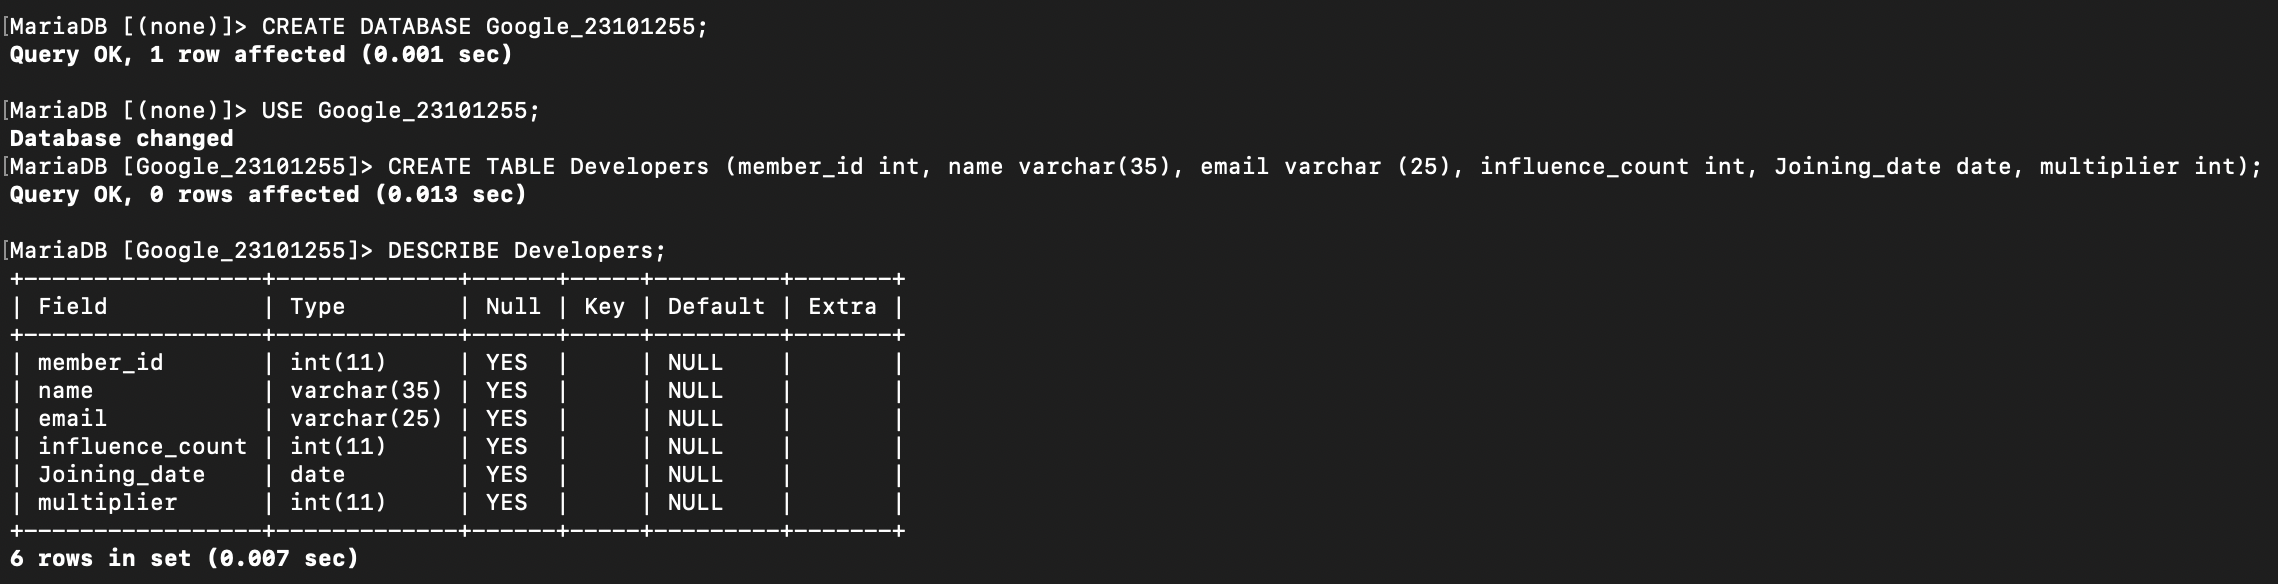 [MariaDB [(none)]> CREATE DATABASE Google_23101255;
Query OK, 1 row affected (0.001 sec)
[MariaDB [(none)]> USE Google_23101255;
Database changed
[MariaDB [Google_23101255]> CREATE TABLE Developers (member_id int, name varchar(35), email varchar (25), influence_count int, Joining_date date, multiplier int);
Query OK, 0 rows affected (0.013 sec)
[MariaDB [Google_23101255]> DESCRIBE Developers;
+-----------------+-------------+------+-----+---------+-------+
| Field           | Type        | Null | Key | Default | Extra |
+-----------------+-------------+------+-----+---------+-------+
| member_id       | int(11)     | YES  |     | NULL    |       |
| name            | varchar(35) | YES  |     | NULL    |       |
| email           | varchar(25) | YES  |     | NULL    |       |
| influence_count | int(11)     | YES  |     | NULL    |       |
| Joining_date    | date        | YES  |     | NULL    |       |
| multiplier      | int(11)     | YES  |     | NULL    |       |
+-----------------+-------------+------+-----+---------+-------+
6 rows in set (0.007 sec)